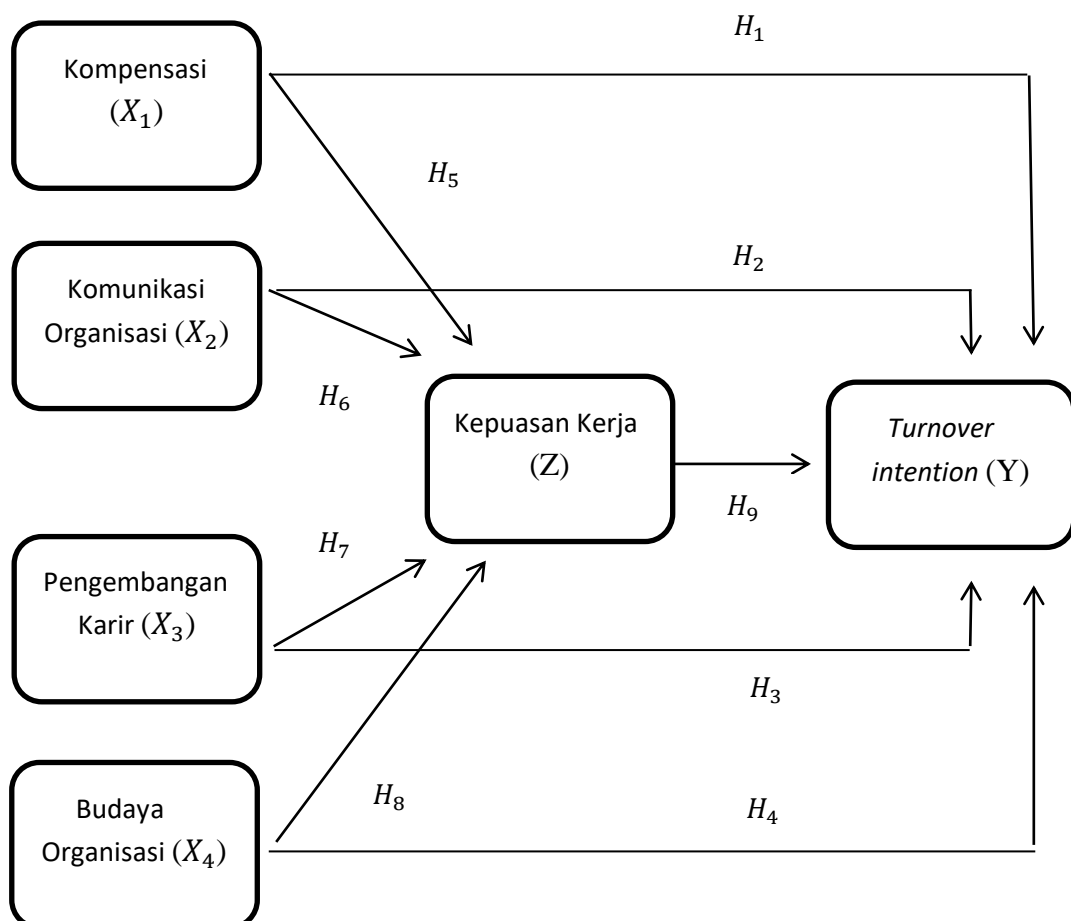 H₁
Kompensasi
(X₁)
H₅
H₂
Komunikasi
Organisasi (X₂)
H₆
Kepuasan Kerja
(Z)
Turnover
intention (Y)
H₉
H₇
Pengembangan
Karir (X₃)
H₃
H₈
H₄
Budaya
Organisasi (X₄)